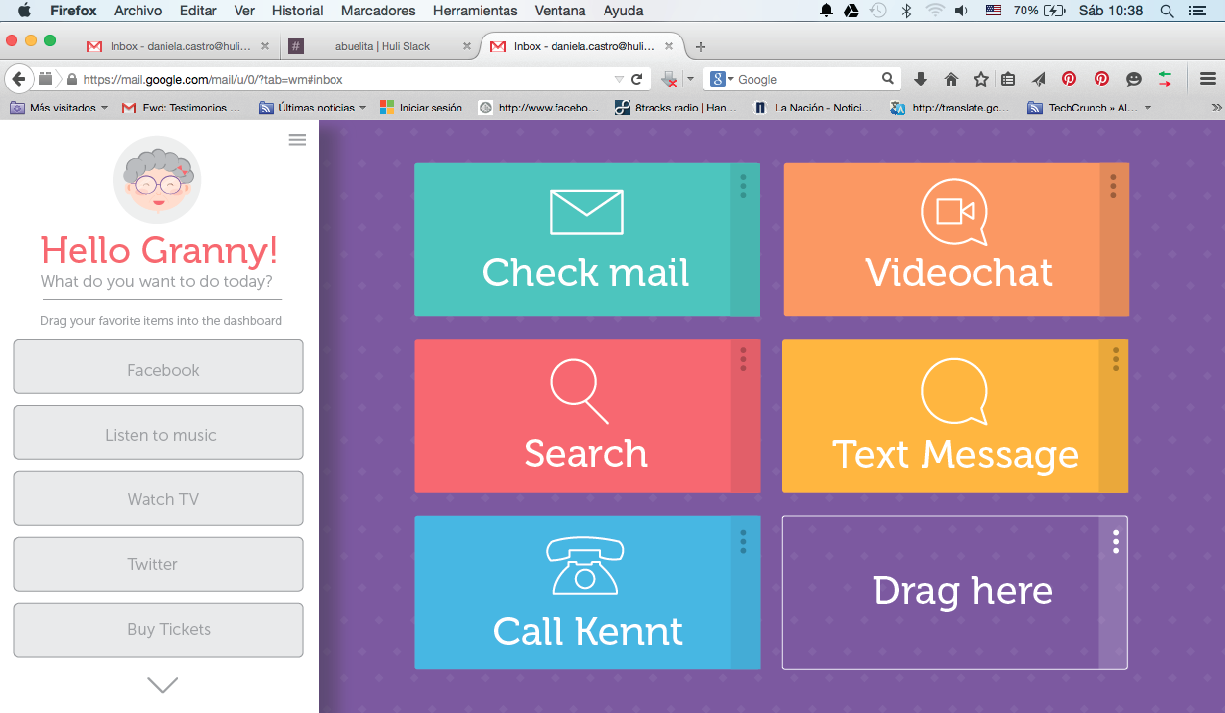 Firefox Archivo Editar Ver Historial Marcadores Herramientas Ventana Ayuda 70% Sáb 10:38
Inbox - daniela.castro@huli... abuelita | Huli Slack Inbox - daniela.castro@huli...
https://mail.google.com/mail/u/0/?tab=wm#inbox Google
Más visitados Fwd: Testimonios ... Últimas noticias Iniciar sesión http://www.facebo... 8tracks radio | Han... La Nación - Notici... http://translate.gc... TechCrunch » Al...
Hello Granny!
What do you want to do today?
Drag your favorite items into the dashboard
Facebook
Listen to music
Watch TV
Twitter
Buy Tickets
Check mail
Videochat
Search
Text Message
Call Kennt
Drag here